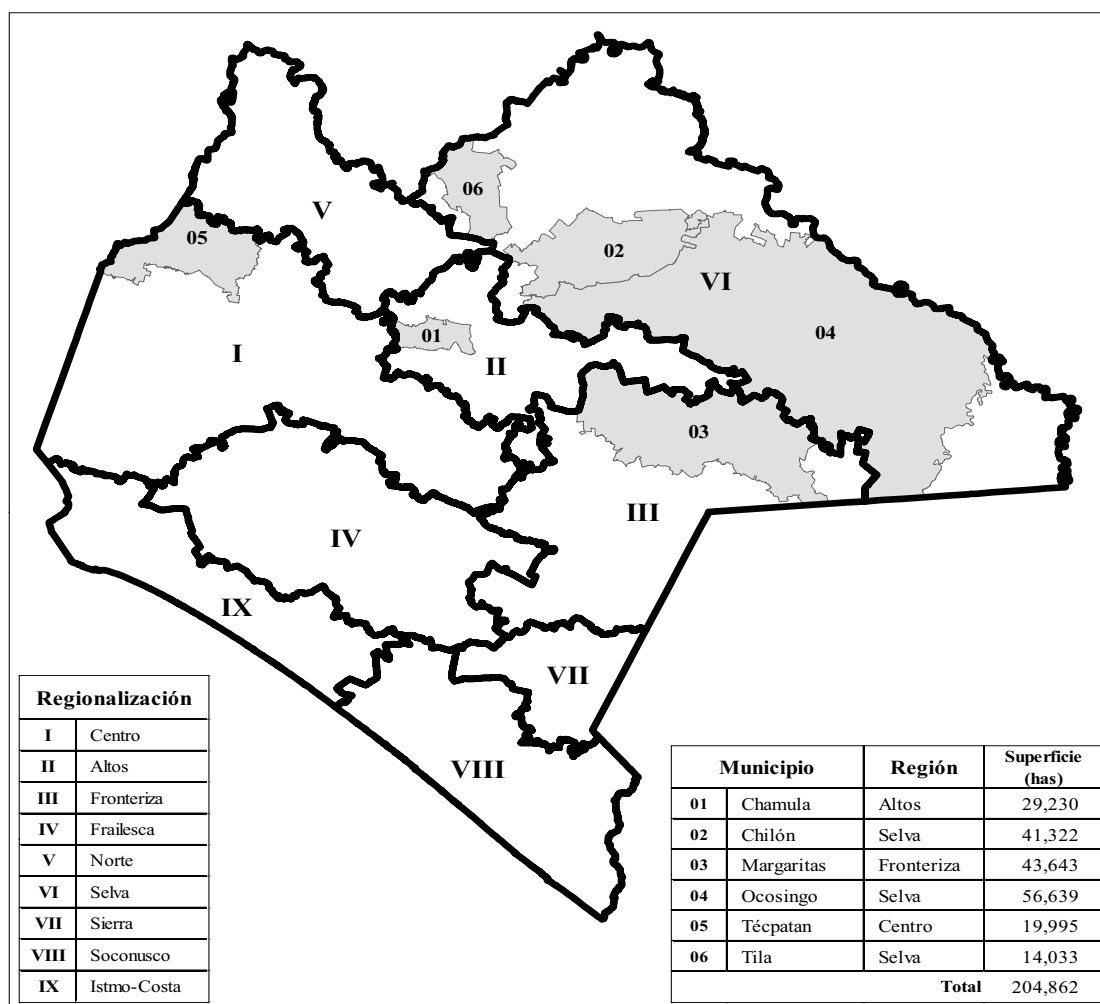 06
V
05
02
VI
01
04
I
II
03
III
IV
IX
VII
VIII
Regionalización
I Centro
II Altos
III Fronteriza
IV Frailesca
V Norte
VI Selva
VII Sierra
VIII Soconusco
IX Istmo-Costa
Municipio Región Superficie (has)
01 Chamula Altos 29,230
02 Chilón Selva 41,322
03 Margaritas Fronteriza 43,643
04 Ocosingo Selva 56,639
05 Técpatan Centro 19,995
06 Tila Selva 14,033
Total 204,862